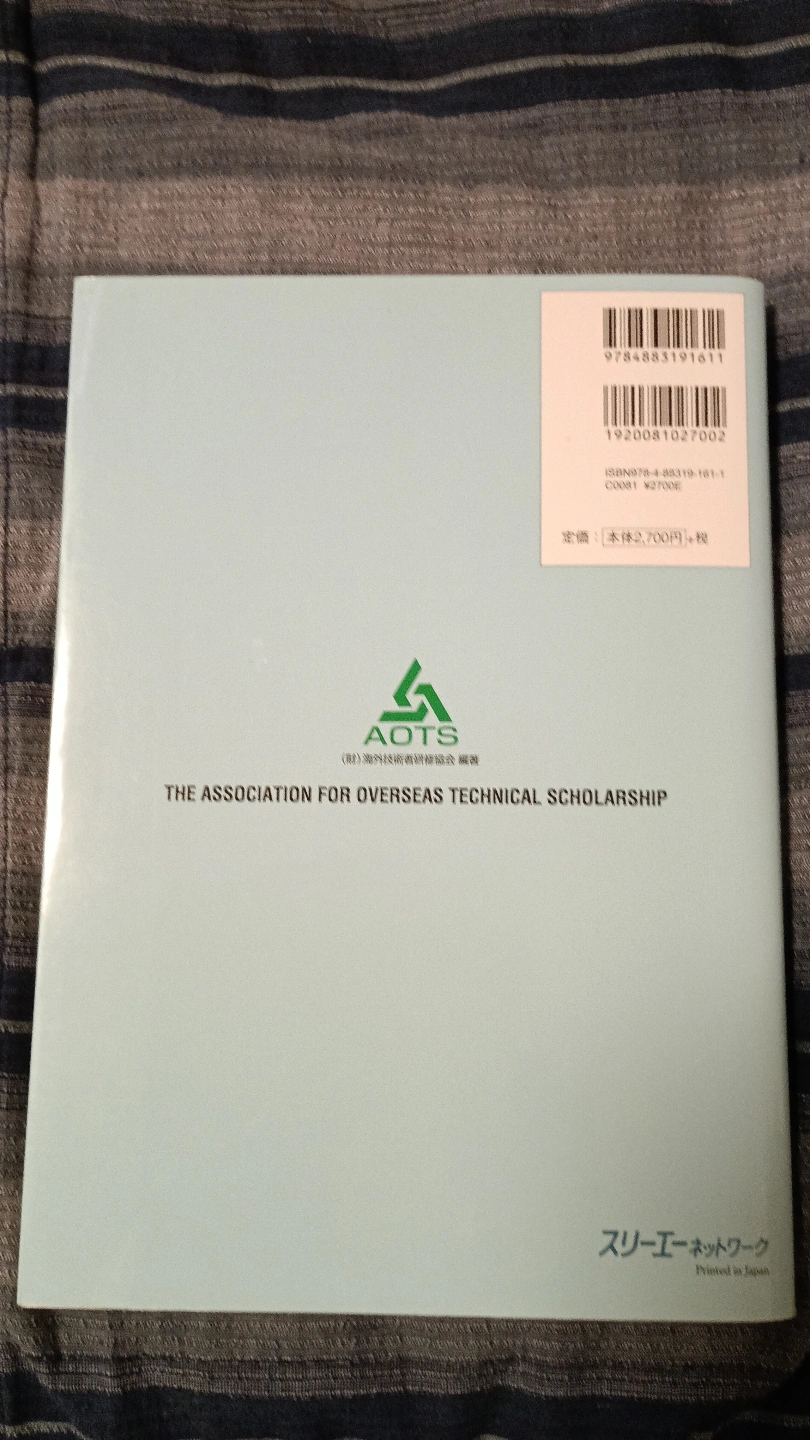 9784883191611
1920081027002
ISBN978-4-88319-161-1
C0081 ¥2700E
定価：本体2,700円+税
AOTS
（財）海外技術者研修協会 編著
THE ASSOCIATION FOR OVERSEAS TECHNICAL SCHOLARSHIP
スリーエーネットワーク
Printed in Japan